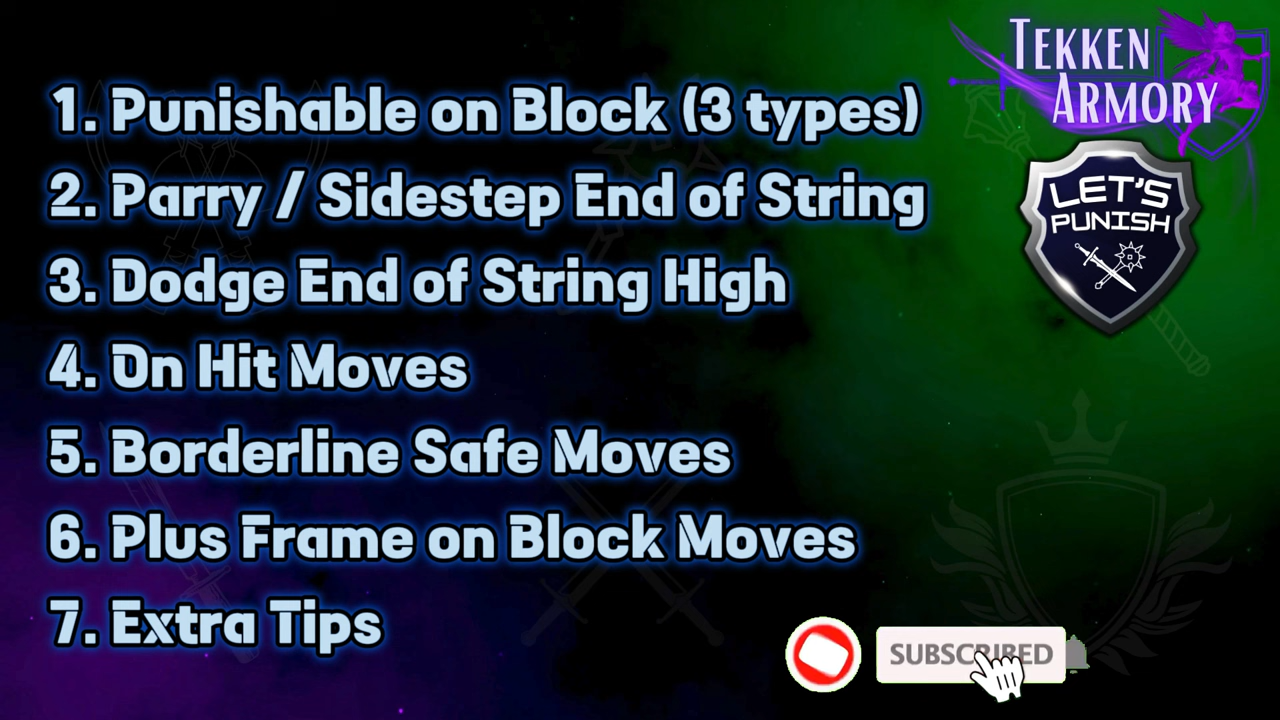 TEKKEN
ARMORY
LET'S
PUNISH
1. Punishable on Block (3 types)
2. Parry / Sidestep End of String
3. Dodge End of String High
4. On Hit Moves
5. Borderline Safe Moves
6. Plus Frame on Block Moves
7. Extra Tips
SUBSCRIBED